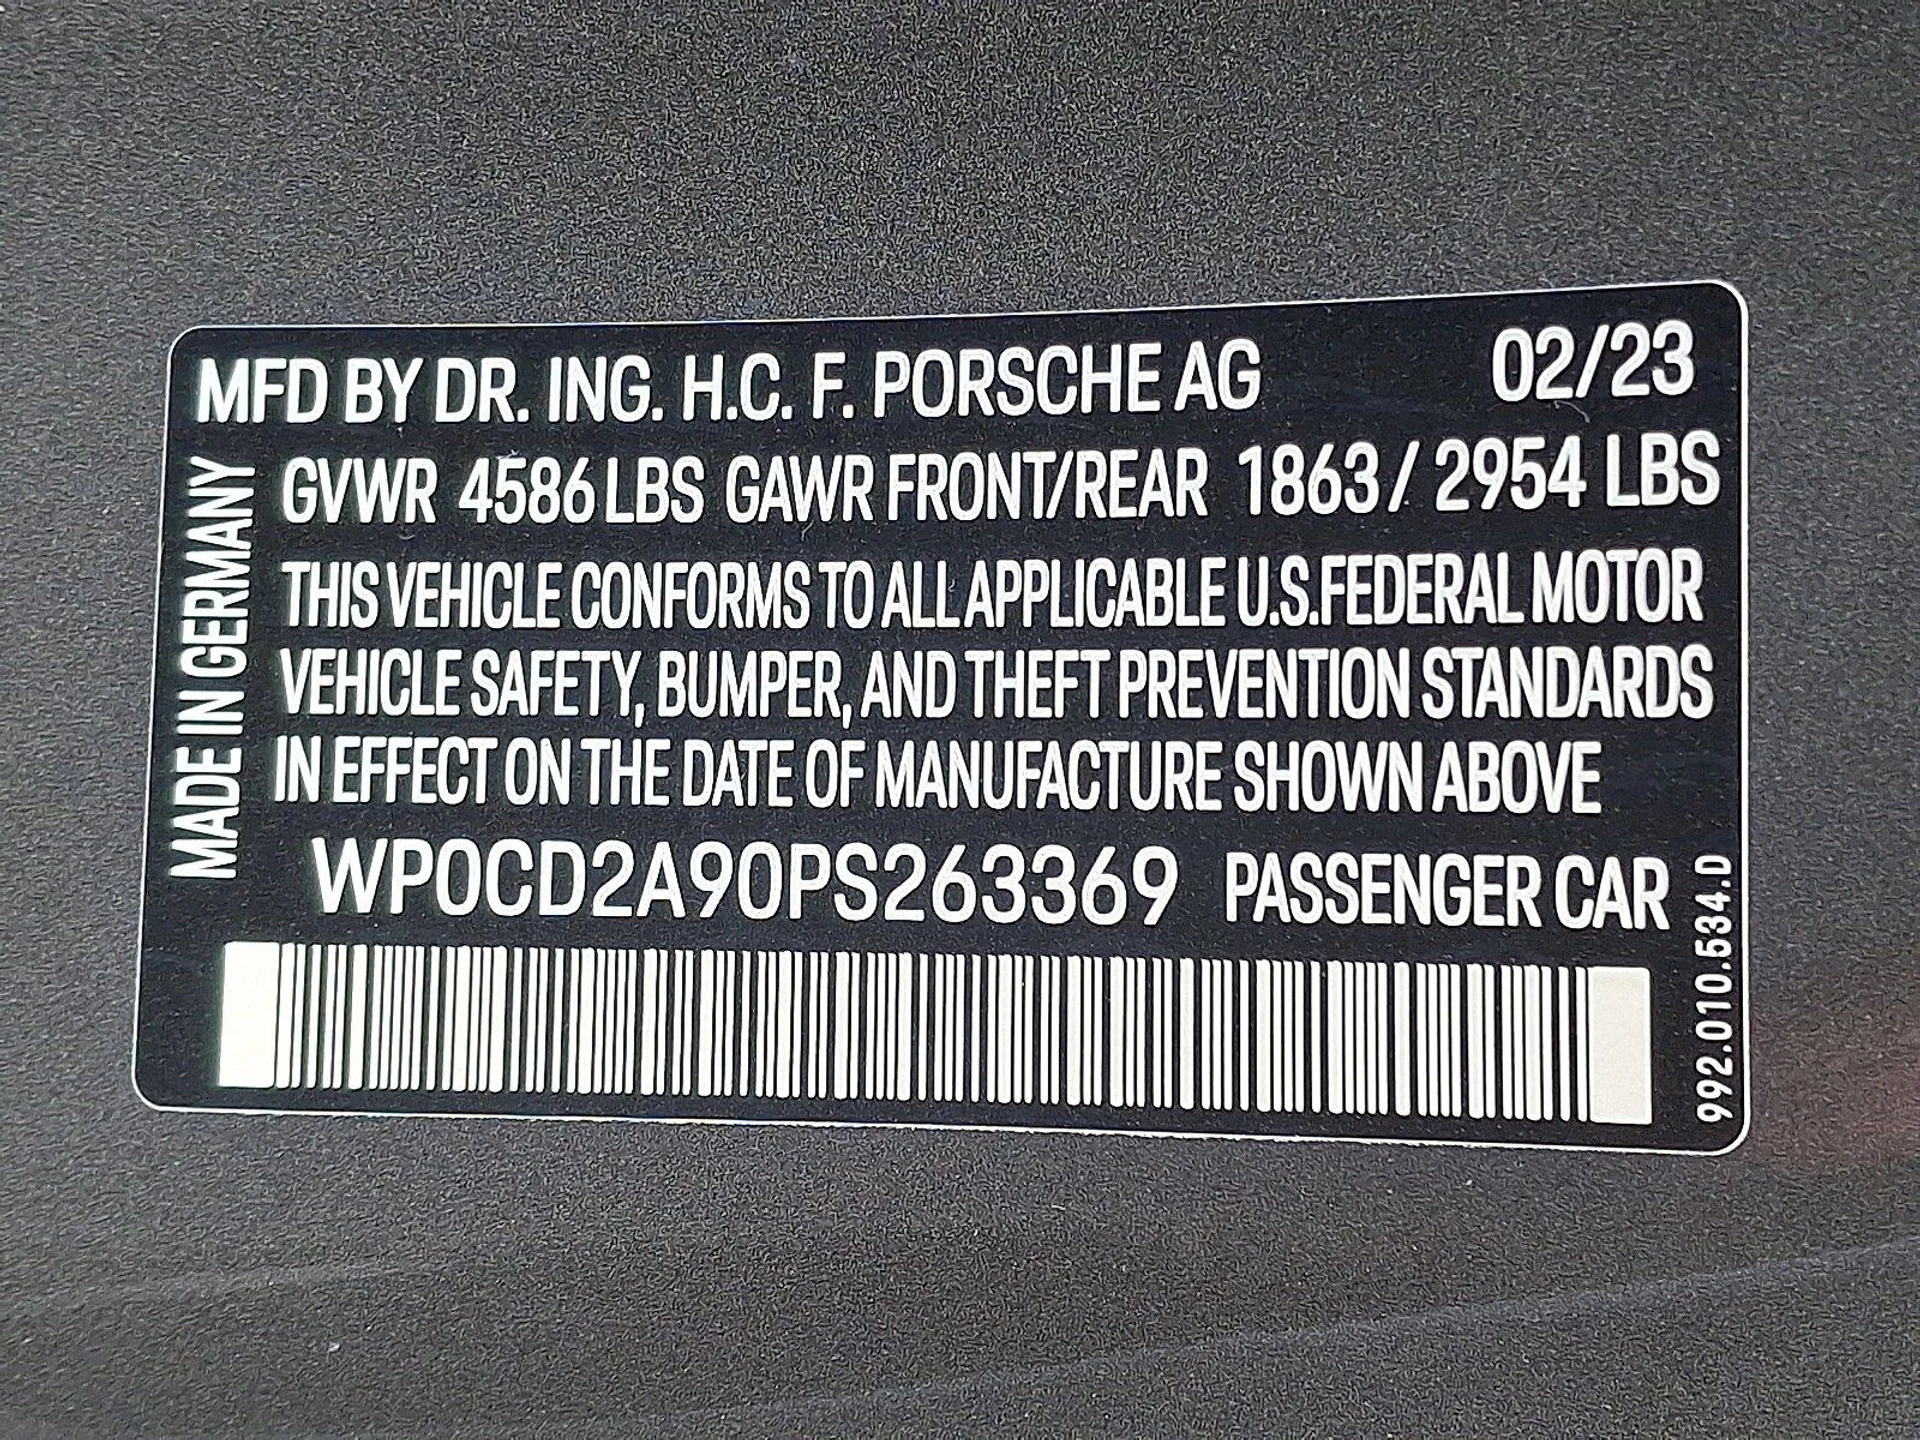 MFD BY DR. ING. H.C. F. PORSCHE AG 02/23
GVWR 4586 LBS GAWR FRONT/REAR 1863 / 2954 LBS
THIS VEHICLE CONFORMS TO ALL APPLICABLE U.S.FEDERAL MOTOR
VEHICLE SAFETY, BUMPER, AND THEFT PREVENTION STANDARDS
IN EFFECT ON THE DATE OF MANUFACTURE SHOWN ABOVE
WP0CD2A90PS263369 PASSENGER CAR
MADE IN GERMANY
992.010.534.D